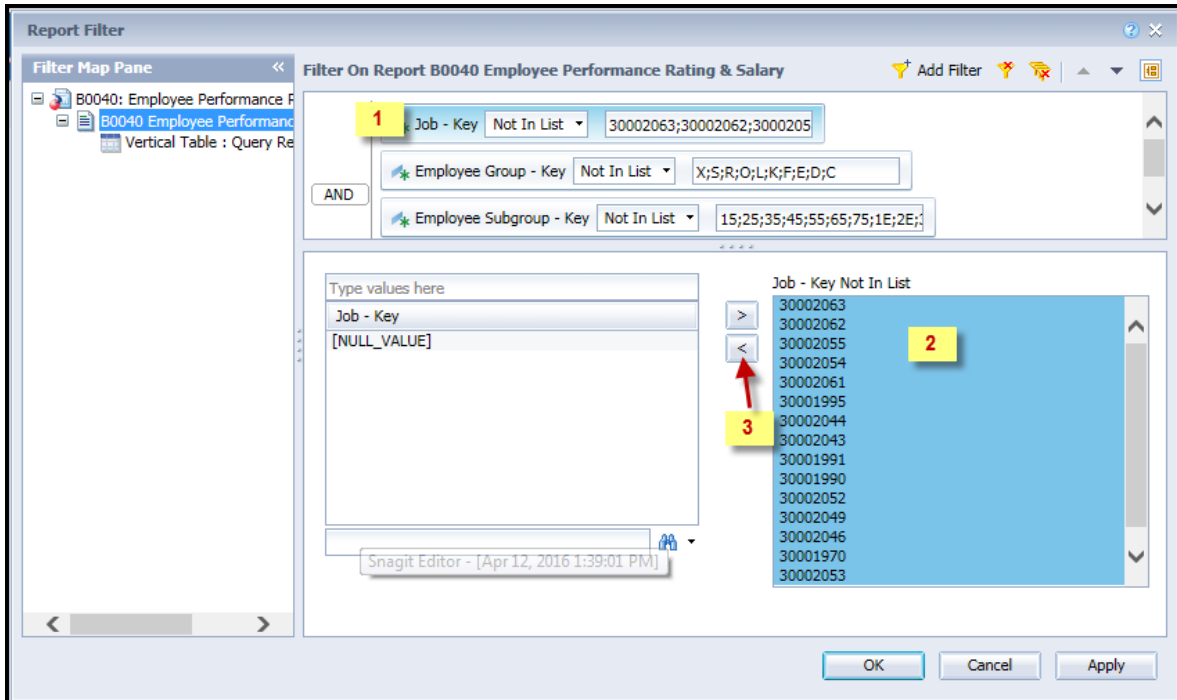 Report Filter
Filter Map Pane «
Filter On Report B0040 Employee Performance Rating & Salary
Add Filter
B0040: Employee Performance F
B0040 Employee Performanc
Vertical Table : Query Re
1
Job - Key Not In List 30002063;30002062;3000205
Employee Group - Key Not In List X;S;R;O;L;K;F;E;D;C
AND
Employee Subgroup - Key Not In List 15;25;35;45;55;65;75;1E;2E;
Type values here
Job - Key
[NULL_VALUE]
>
<
3
Job - Key Not In List
30002063
30002062
30002055
30002054
30002061
30001995
30002044
30002043
30001991
30001990
30002052
30002049
30002046
30001970
30002053
2
Snagit Editor - [Apr 12, 2016 1:39:01 PM]
OK Cancel Apply